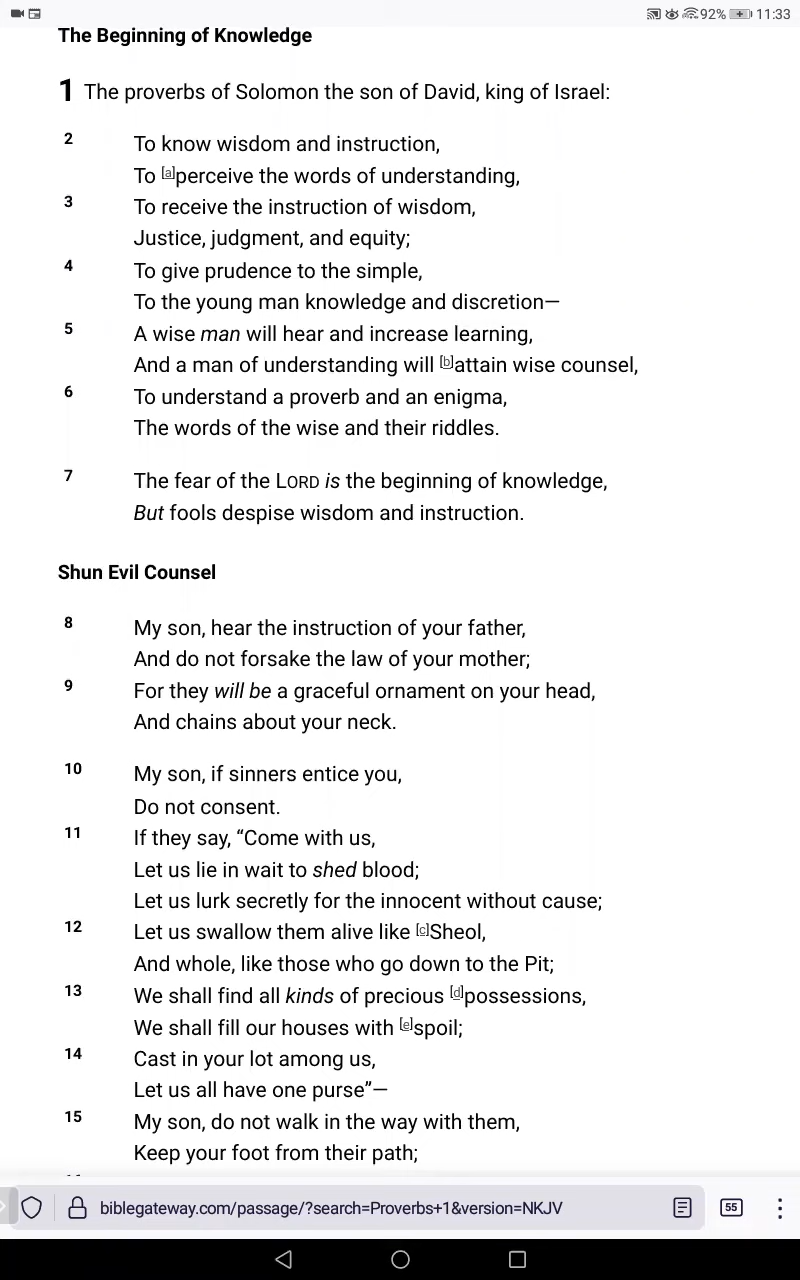 92% 11:33
The Beginning of Knowledge
1 The proverbs of Solomon the son of David, king of Israel:
2 To know wisdom and instruction,
To [a]perceive the words of understanding,
3 To receive the instruction of wisdom,
Justice, judgment, and equity;
4 To give prudence to the simple,
To the young man knowledge and discretion—
5 A wise man will hear and increase learning,
And a man of understanding will [b]attain wise counsel,
6 To understand a proverb and an enigma,
The words of the wise and their riddles.
7 The fear of the LORD is the beginning of knowledge,
But fools despise wisdom and instruction.
Shun Evil Counsel
8 My son, hear the instruction of your father,
And do not forsake the law of your mother;
9 For they will be a graceful ornament on your head,
And chains about your neck.
10 My son, if sinners entice you,
Do not consent.
11 If they say, “Come with us,
Let us lie in wait to shed blood;
Let us lurk secretly for the innocent without cause;
12 Let us swallow them alive like [c]Sheol,
And whole, like those who go down to the Pit;
13 We shall find all kinds of precious [d]possessions,
We shall fill our houses with [e]spoil;
14 Cast in your lot among us,
Let us all have one purse”—
15 My son, do not walk in the way with them,
Keep your foot from their path;
biblegateway.com/passage/?search=Proverbs+1&version=NKJV 55